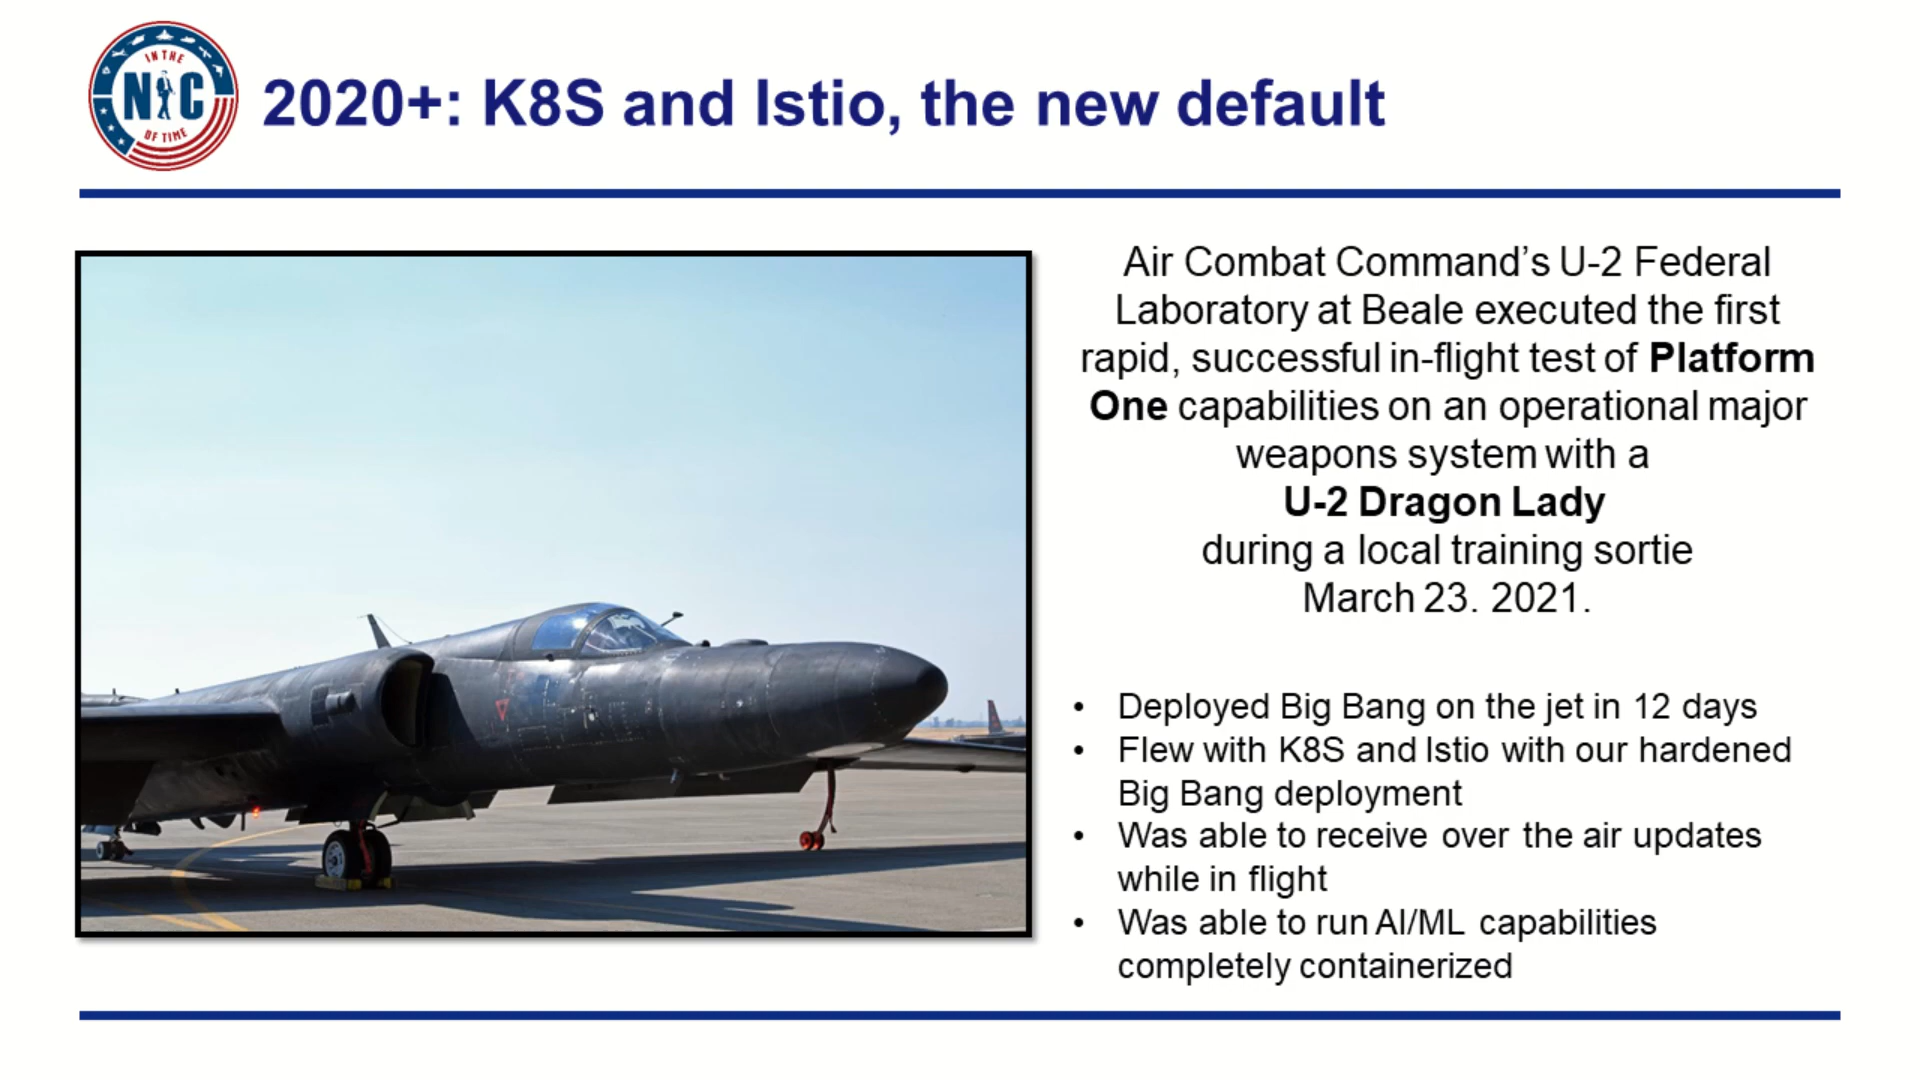 IN THE
NIC
OF TIME
2020+: K8S and Istio, the new default
Air Combat Command’s U-2 Federal
Laboratory at Beale executed the first
rapid, successful in-flight test of Platform
One capabilities on an operational major
weapons system with a
U-2 Dragon Lady
during a local training sortie
March 23. 2021.
• Deployed Big Bang on the jet in 12 days
• Flew with K8S and Istio with our hardened
Big Bang deployment
• Was able to receive over the air updates
while in flight
• Was able to run AI/ML capabilities
completely containerized